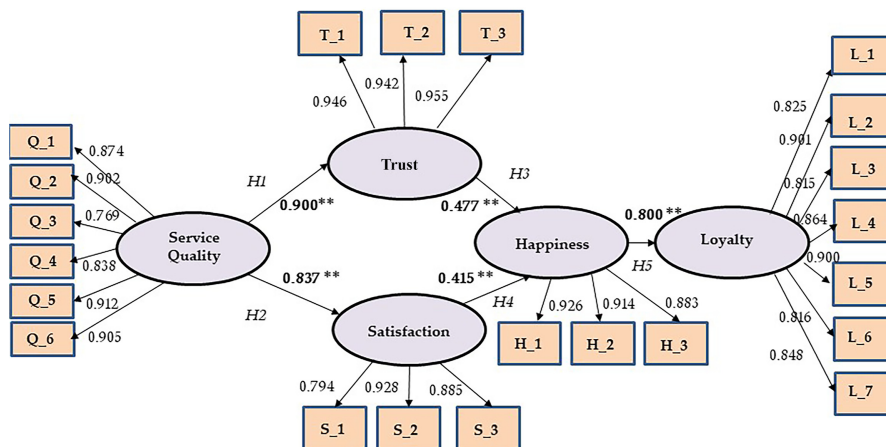 T_1
T_2
T_3
L_1
0.946
0.942
0.955
0.825
L_2
Q_1
0.874
0.901
Q_2
0.902
Trust
H1
H3
0.815
L_3
0.900**
0.477 **
Q_3
0.769
0.864
L_4
Service
Quality
Happiness
0.800 **
H5
Loyalty
Q_4
0.838
0.900
L_5
0.837 **
0.415 **
H4
Q_5
0.912
H2
Satisfaction
0.926
0.914
0.883
0.816
L_6
Q_6
0.905
H_1
H_2
H_3
0.848
0.794
0.928
0.885
L_7
S_1
S_2
S_3